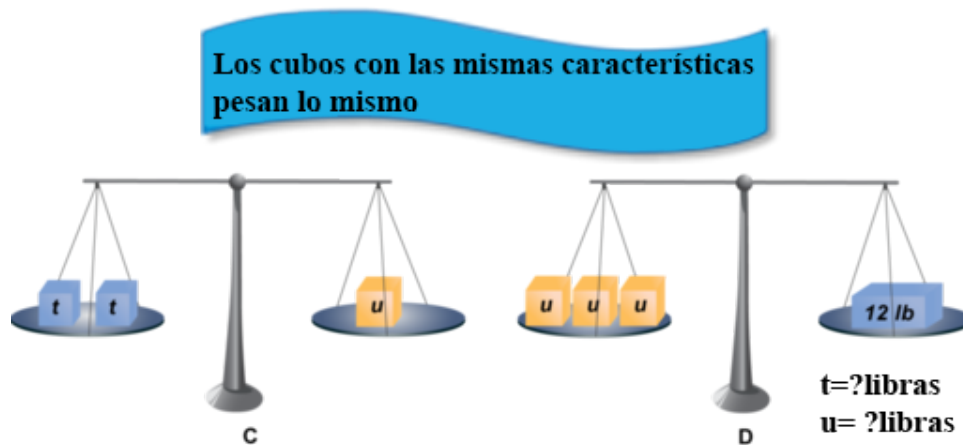 Los cubos con las mismas características
pesan lo mismo
t t u
u u u 12 lb
t=?libras
u= ?libras
C D